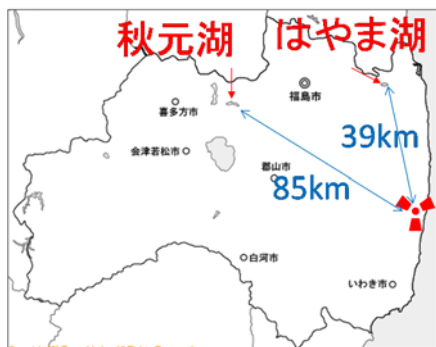 秋元湖
はやま湖
福島市
喜多方市
39km
会津若松市
郡山市
85km
白河市
いわき市